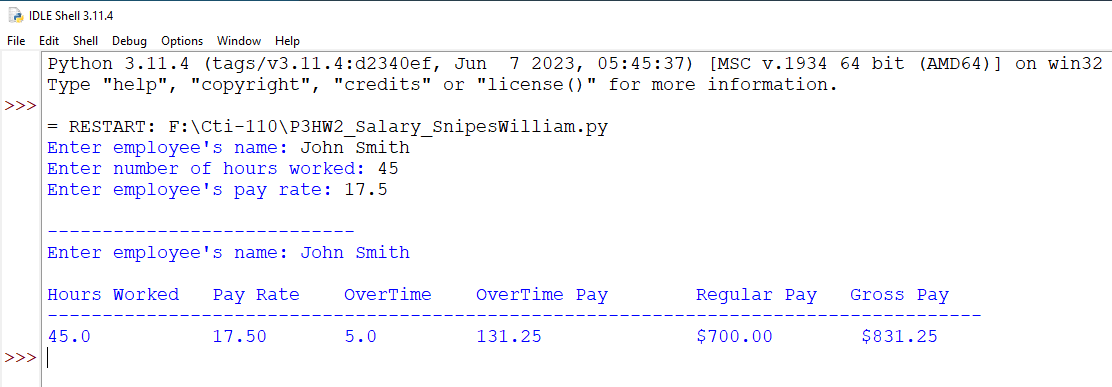 IDLE Shell 3.11.4
File Edit Shell Debug Options Window Help
Python 3.11.4 (tags/v3.11.4:d2340ef, Jun  7 2023, 05:45:37) [MSC v.1934 64 bit (AMD64)] on win32
Type "help", "copyright", "credits" or "license()" for more information.
>>>
= RESTART: F:\Cti-110\P3HW2_Salary_SnipesWilliam.py
Enter employee's name: John Smith
Enter number of hours worked: 45
Enter employee's pay rate: 17.5
----------------------------
Enter employee's name: John Smith
Hours Worked   Pay Rate    OverTime    OverTime Pay        Regular Pay   Gross Pay
-------------------------------------------------------------------------------------
45.0           17.50       5.0         131.25              $700.00        $831.25
>>>